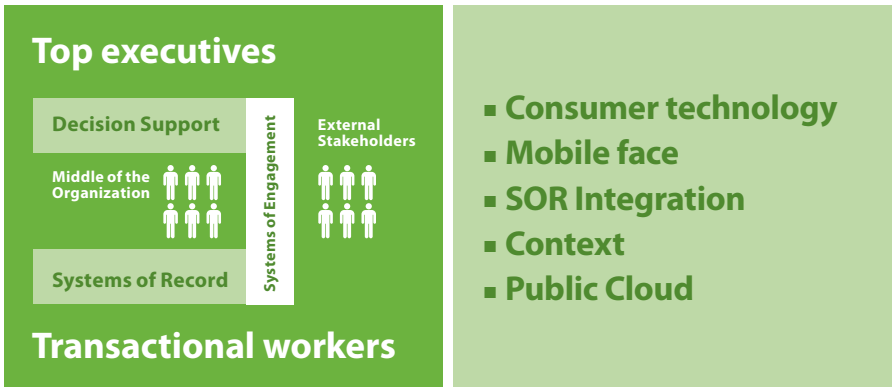 Top executives
Decision Support
Middle of the
Organization
Systems of Record
Systems of Engagement
External
Stakeholders
Transactional workers
Consumer technology
Mobile face
SOR Integration
Context
Public Cloud